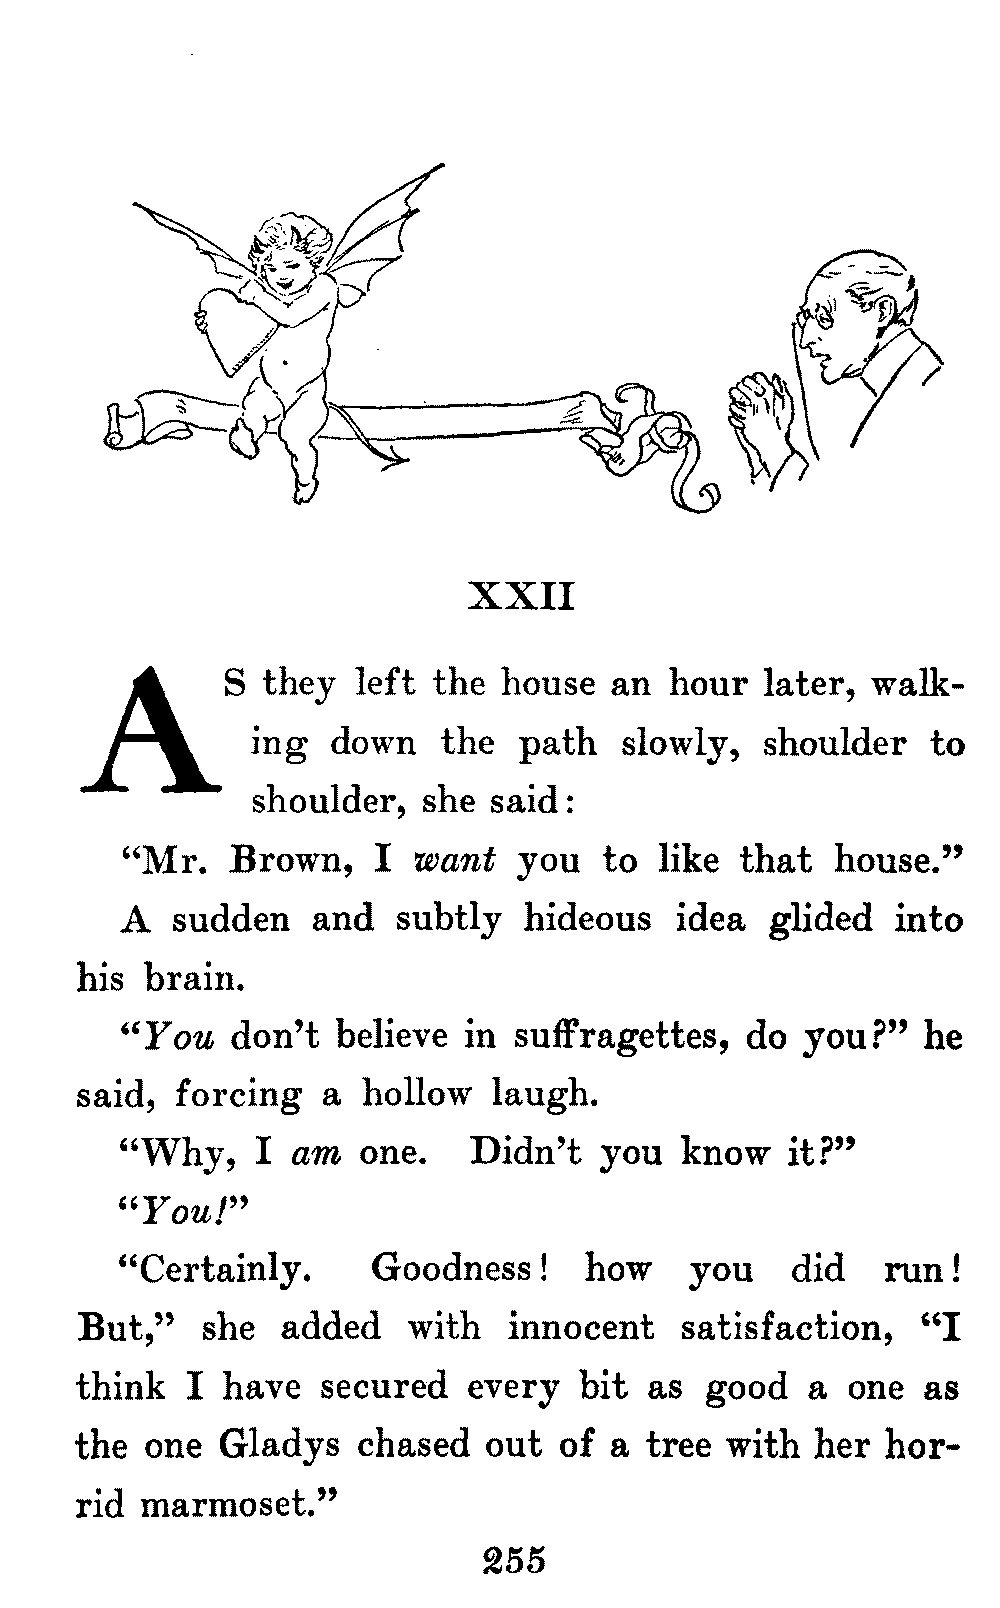 XXII
AS they left the house an hour later, walk-
ing down the path slowly, shoulder to
shoulder, she said:
“Mr. Brown, I want you to like that house.”
A sudden and subtly hideous idea glided into
his brain.
“You don’t believe in suffragettes, do you?” he
said, forcing a hollow laugh.
“Why, I am one. Didn’t you know it?”
“You!”
“Certainly. Goodness! how you did run!
But,” she added with innocent satisfaction, “I
think I have secured every bit as good a one as
the one Gladys chased out of a tree with her hor-
rid marmoset.”
255